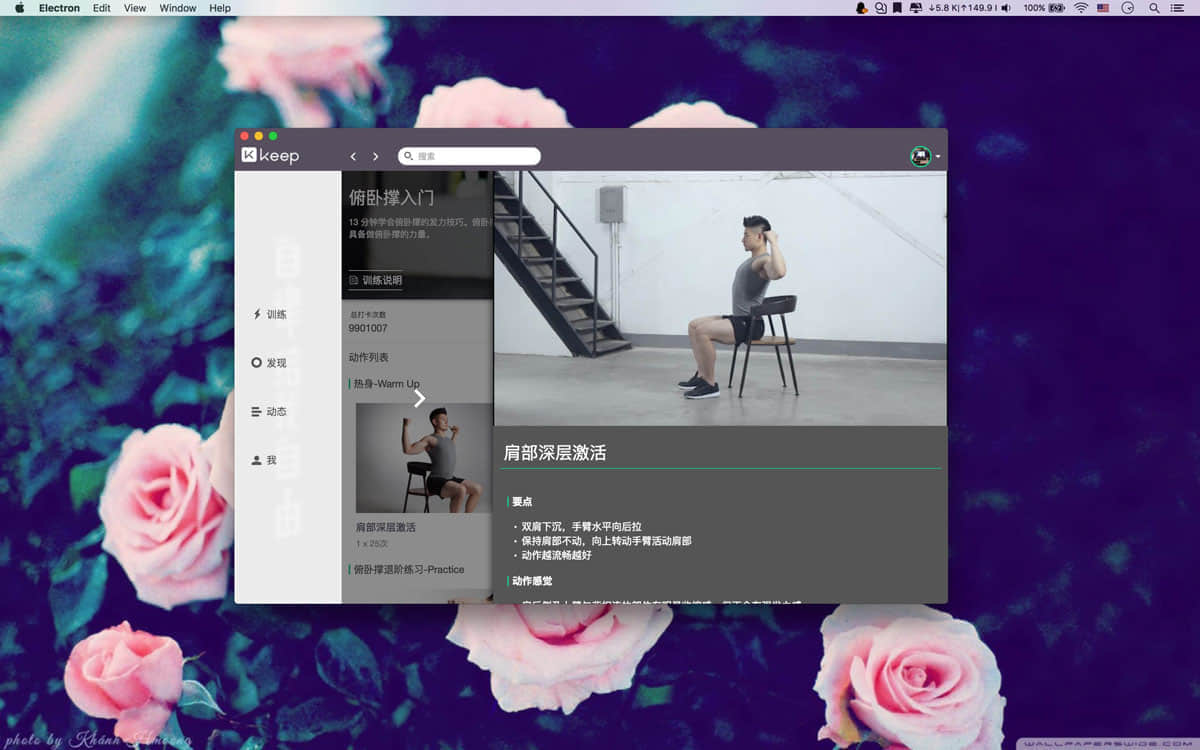 Electron Edit View Window Help
↓5.8 K|↑149.9 100%
keep
搜索
俯卧撑入门
13 分钟学会俯卧撑的发力技巧，俯卧
具备做俯卧撑的力量。
训练说明
总打卡次数
9901007
动作列表
热身-Warm Up
肩部深层激活
1 x 25次
俯卧撑退阶练习-Practice
自律给我自由
训练
发现
动态
我
肩部深层激活
要点
· 双肩下沉，手臂水平向后拉
· 保持肩部不动，向上转动手臂活动肩部
· 动作越流畅越好
动作感觉
photo by Khánh Hmoong
WALLPAPERSWIDE.COM